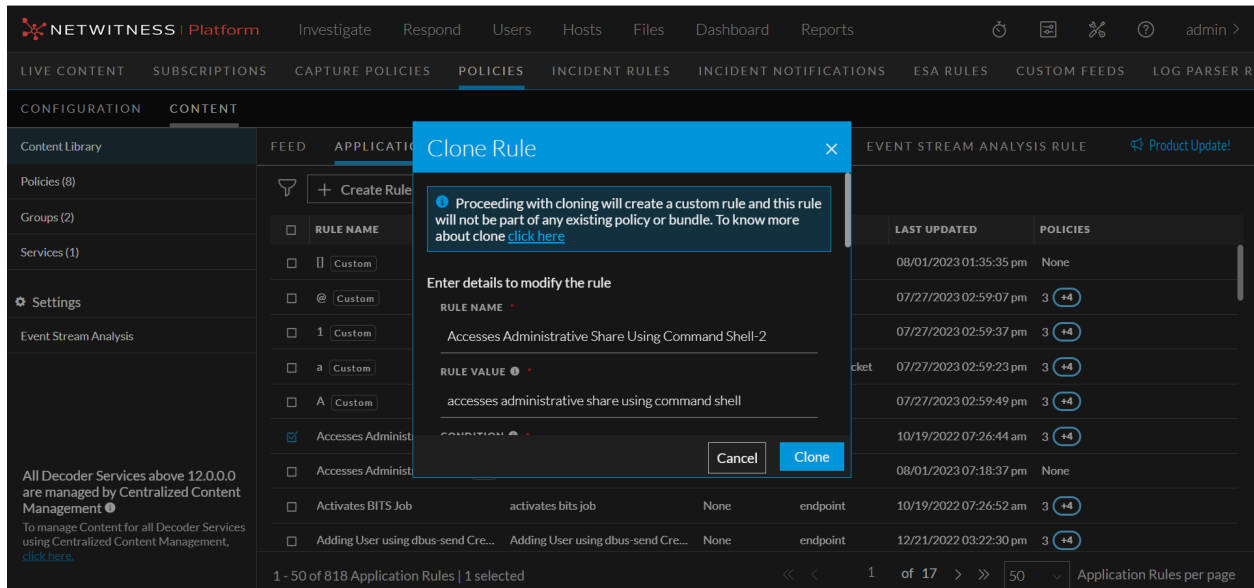 NETWITNESS | Platform Investigate Respond Users Hosts Files Dashboard Reports admin >
LIVE CONTENT SUBSCRIPTIONS CAPTURE POLICIES POLICIES INCIDENT RULES INCIDENT NOTIFICATIONS ESA RULES CUSTOM FEEDS LOG PARSER R
CONFIGURATION CONTENT
Content Library
Policies (8)
Groups (2)
Services (1)
Settings
Event Stream Analysis
All Decoder Services above 12.0.0.0
are managed by Centralized Content
Management
To manage Content for all Decoder Services
using Centralized Content Management,
click here.
FEED APPLICATI EVENT STREAM ANALYSIS RULE Product Update!
+ Create Rule
RULE NAME LAST UPDATED POLICIES
[] Custom 08/01/2023 01:35:35 pm None
@ Custom 07/27/2023 02:59:07 pm 3 +4
1 Custom 07/27/2023 02:59:37 pm 3 +4
a Custom cket 07/27/2023 02:59:23 pm 3 +4
A Custom 07/27/2023 02:59:49 pm 3 +4
Accesses Administ 10/19/2022 07:26:44 am 3 +4
Accesses Administ 08/01/2023 07:18:37 pm None
Activates BITS Job activates bits job None endpoint 10/19/2022 07:26:52 am 3 +4
Adding User using dbus-send Cre... Adding User using dbus-send Cre... None endpoint 12/21/2022 03:22:30 pm 3 +4
1 - 50 of 818 Application Rules | 1 selected << < 1 of 17 > >> 50 Application Rules per page
Clone Rule ×
Proceeding with cloning will create a custom rule and this rule
will not be part of any existing policy or bundle. To know more
about clone click here
Enter details to modify the rule
RULE NAME *
Accesses Administrative Share Using Command Shell-2
RULE VALUE *
accesses administrative share using command shell
CONDITION *
Cancel Clone